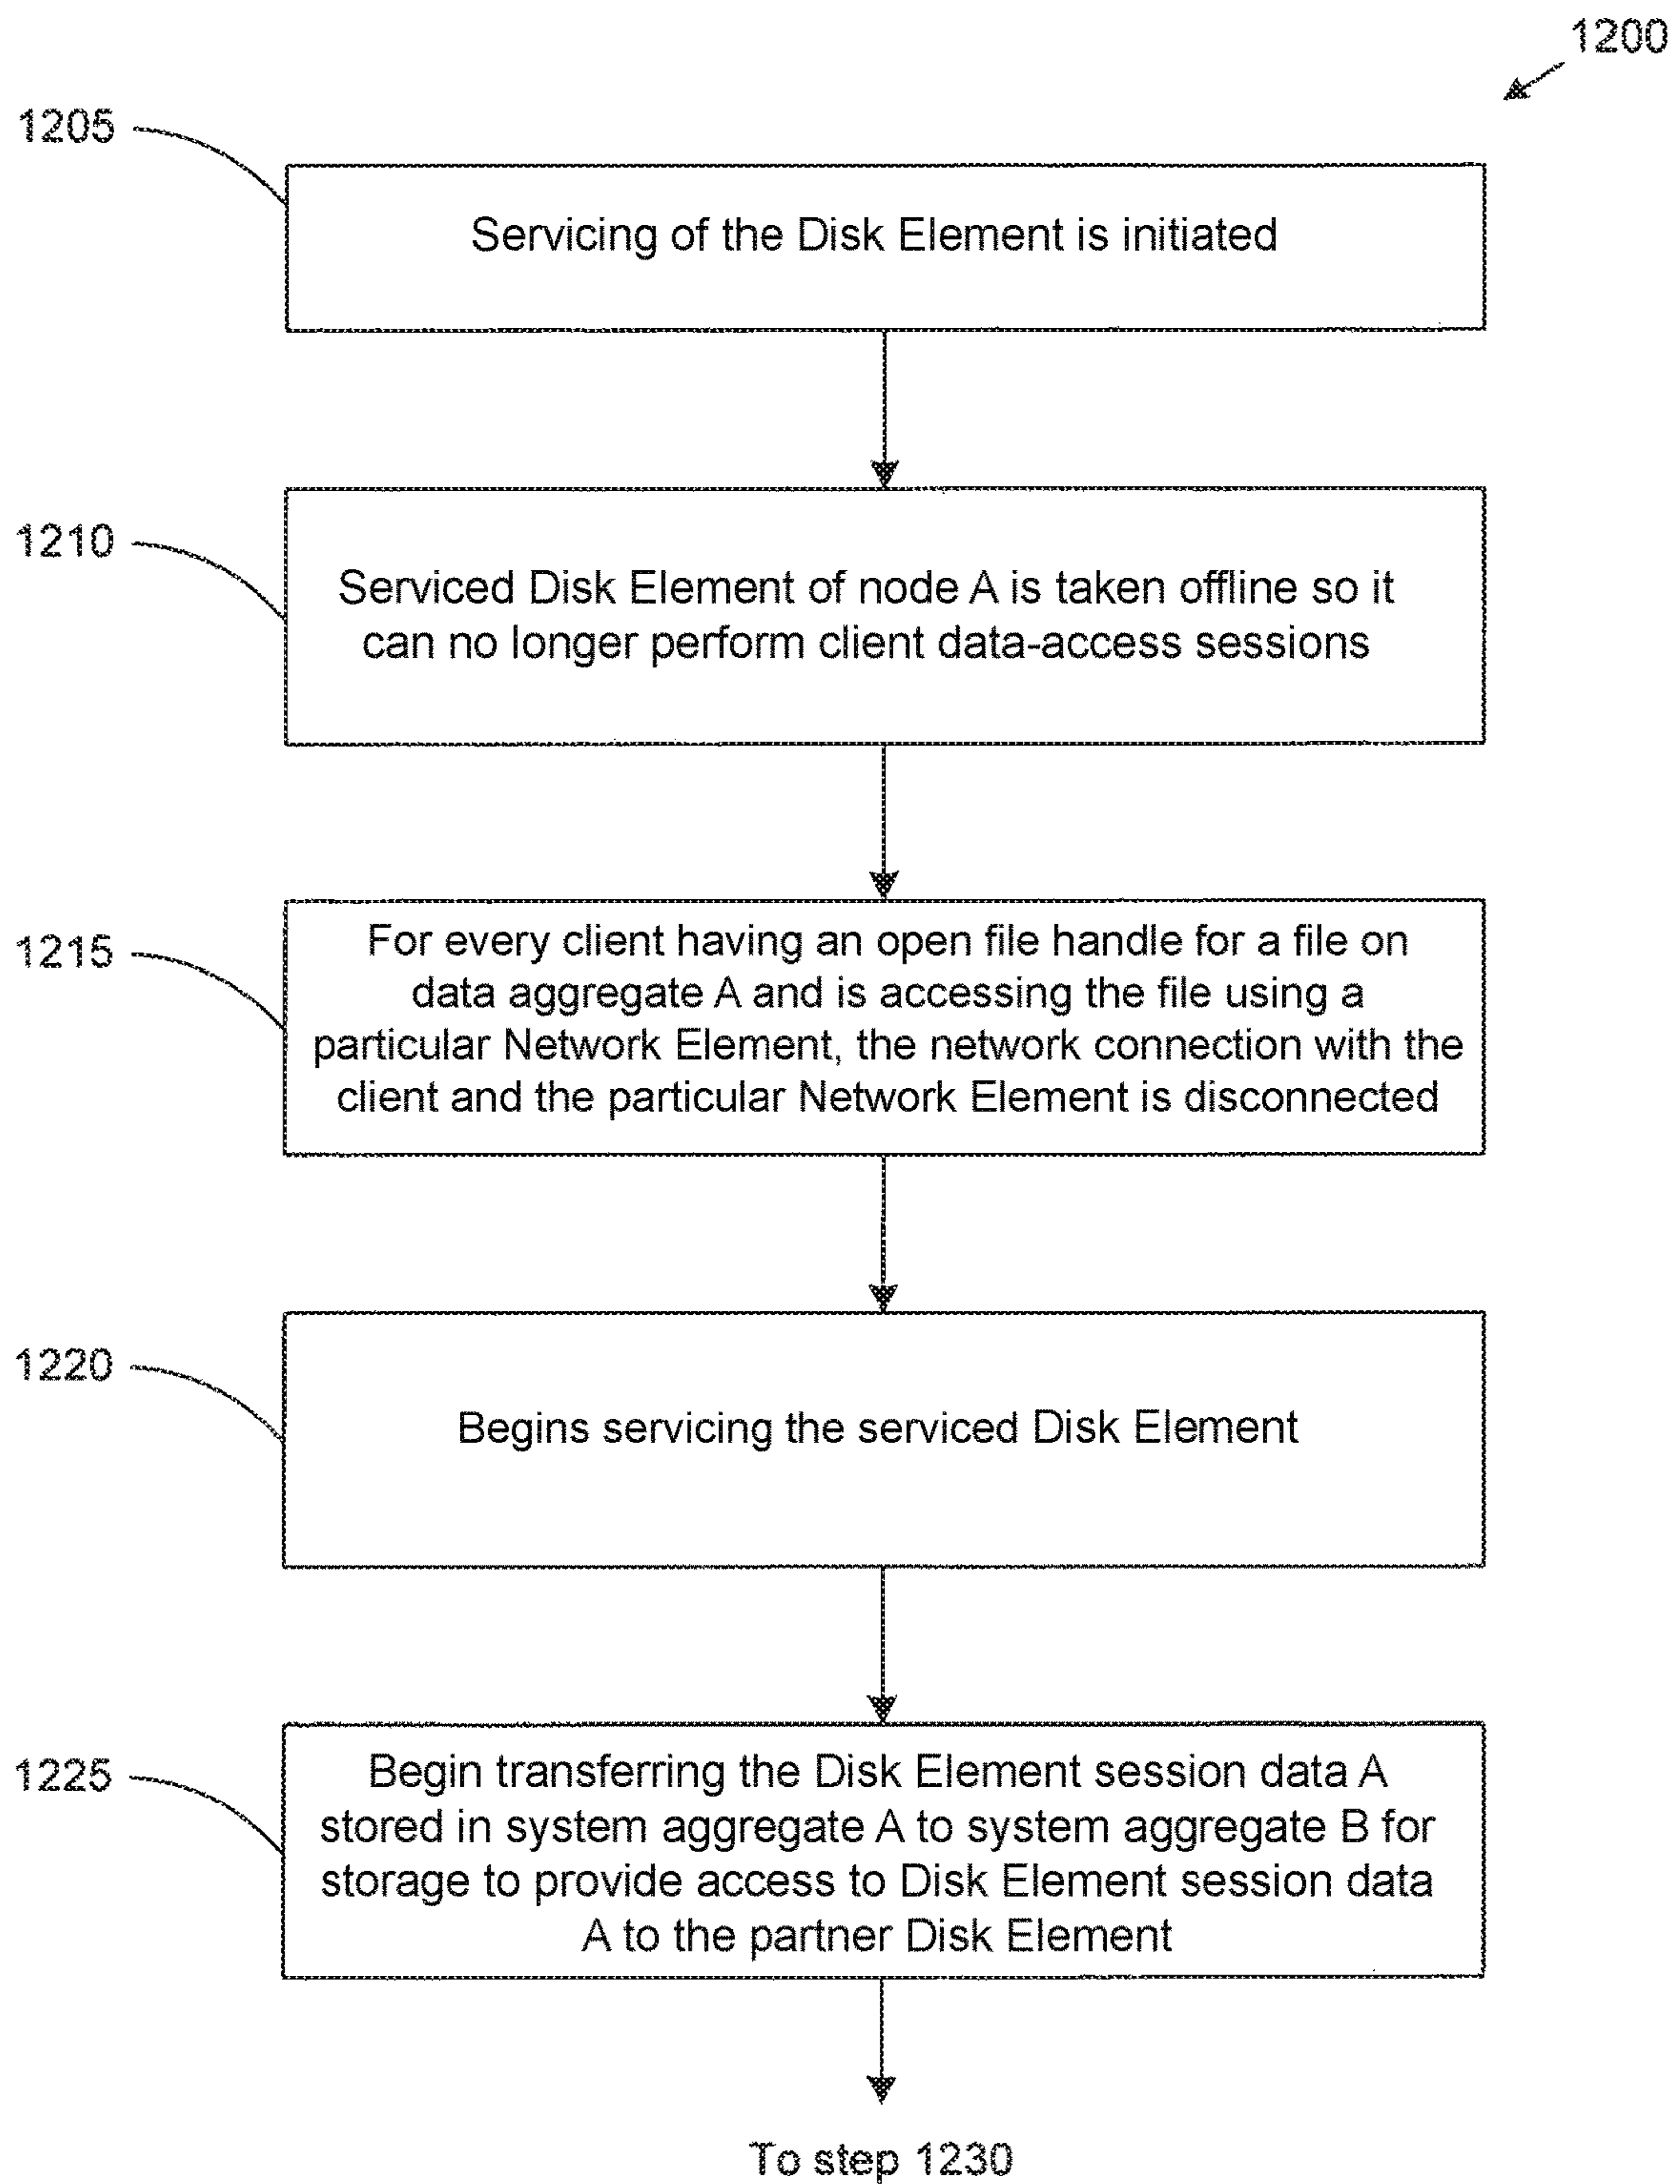 1200
1205
Servicing of the Disk Element is initiated
1210
Serviced Disk Element of node A is taken offline so it
can no longer perform client data-access sessions
1215
For every client having an open file handle for a file on
data aggregate A and is accessing the file using a
particular Network Element, the network connection with the
client and the particular Network Element is disconnected
1220
Begins servicing the serviced Disk Element
1225
Begin transferring the Disk Element session data A
stored in system aggregate A to system aggregate B for
storage to provide access to Disk Element session data
A to the partner Disk Element
To step 1230